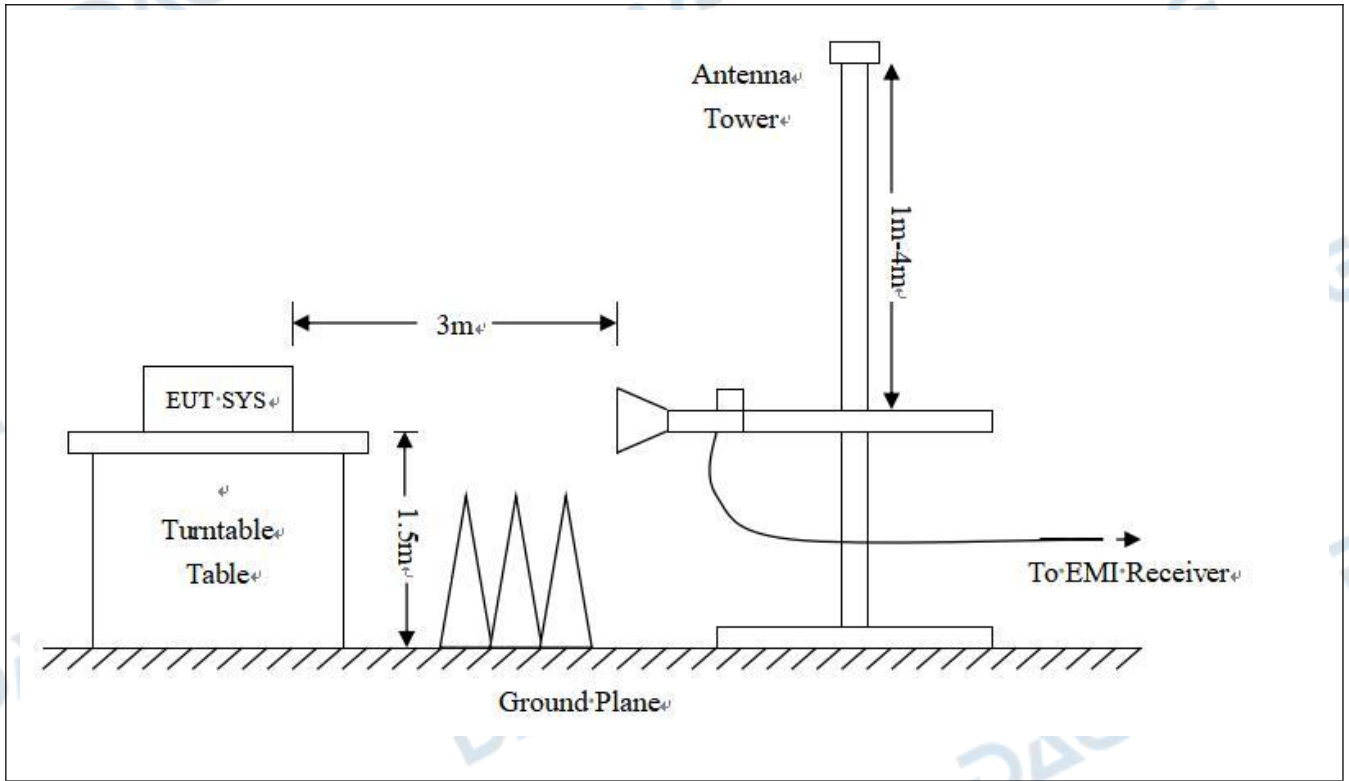 Antenna
Tower
1m-4m
3m
EUT SYS
1.5m
Turntable
Table
To EMI Receiver
Ground Plane